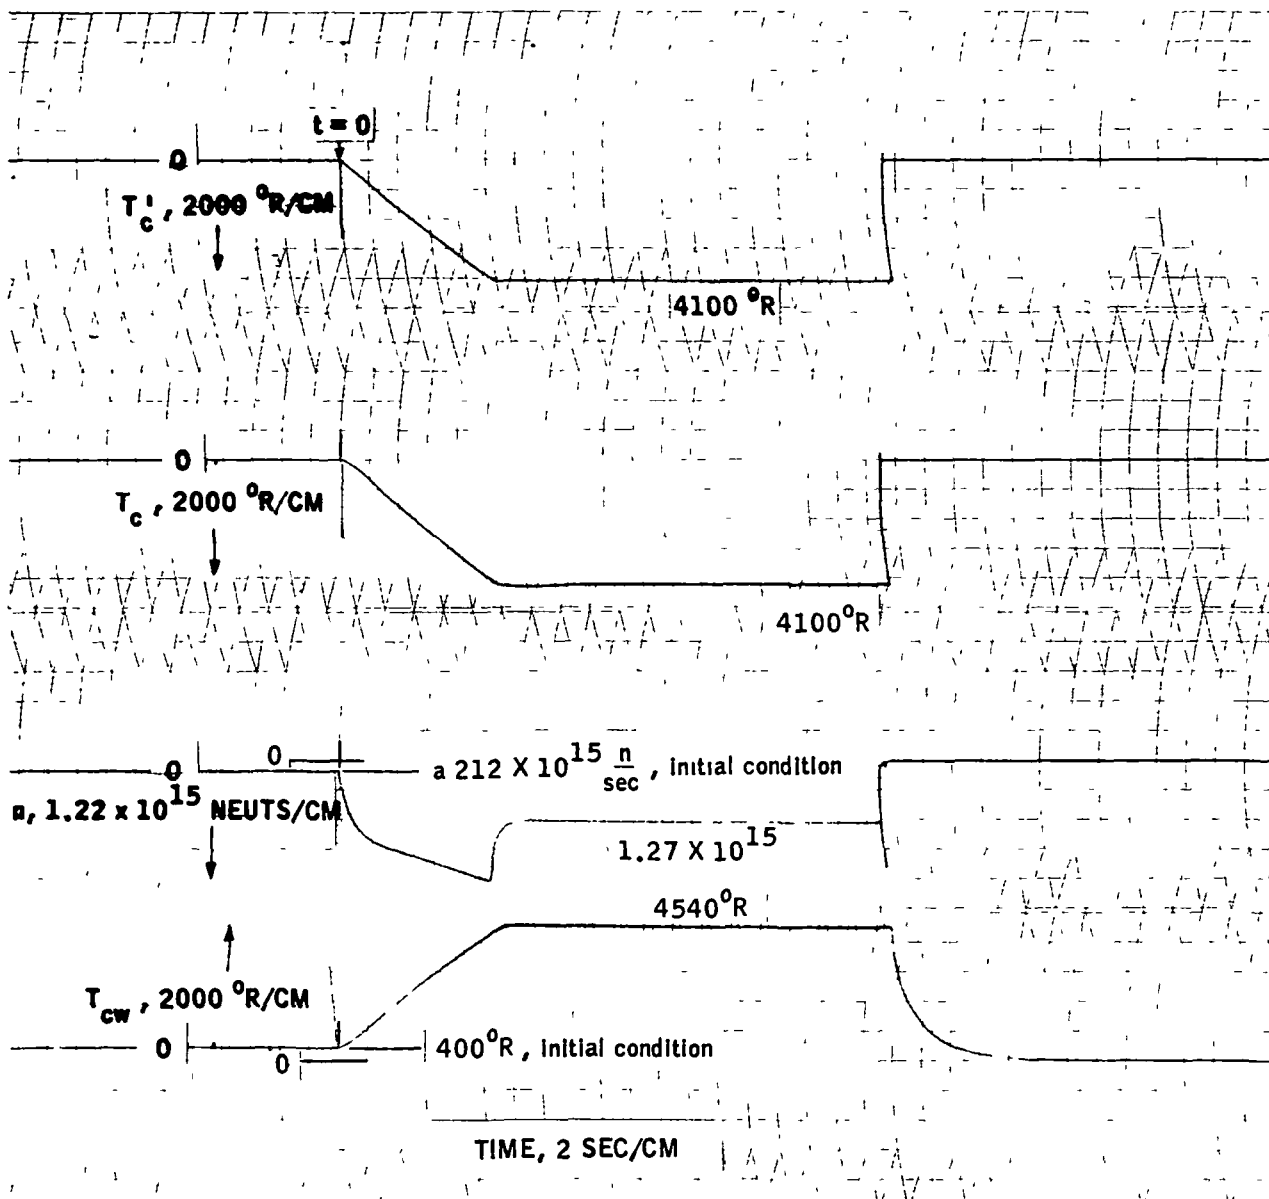 t = 0
0
T_c', 2000 °R/CM
4100 °R
0
T_c, 2000 °R/CM
4100°R
0
0
a 212 X 10^15 n/sec, initial condition
n, 1.22 x 10^15 NEUTS/CM
1.27 X 10^15
4540°R
T_cw, 2000 °R/CM
0
0
400°R, initial condition
TIME, 2 SEC/CM